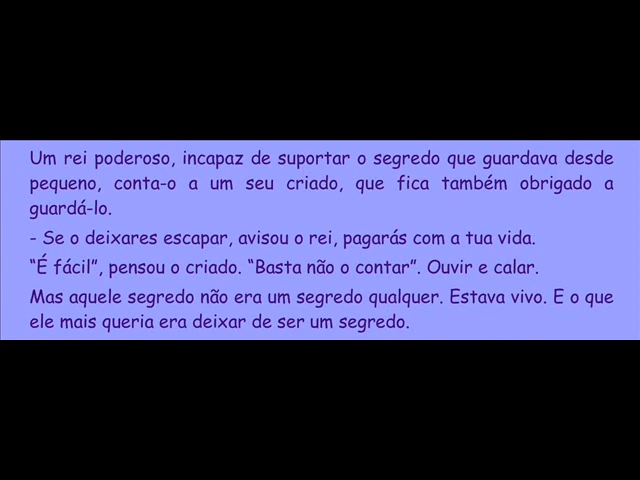 Um rei poderoso, incapaz de suportar o segredo que guardava desde
pequeno, conta-o a um seu criado, que fica também obrigado a
guardá-lo.
- Se o deixares escapar, avisou o rei, pagarás com a tua vida.
“É fácil”, pensou o criado. “Basta não o contar”. Ouvir e calar.
Mas aquele segredo não era um segredo qualquer. Estava vivo. E o que
ele mais queria era deixar de ser um segredo.